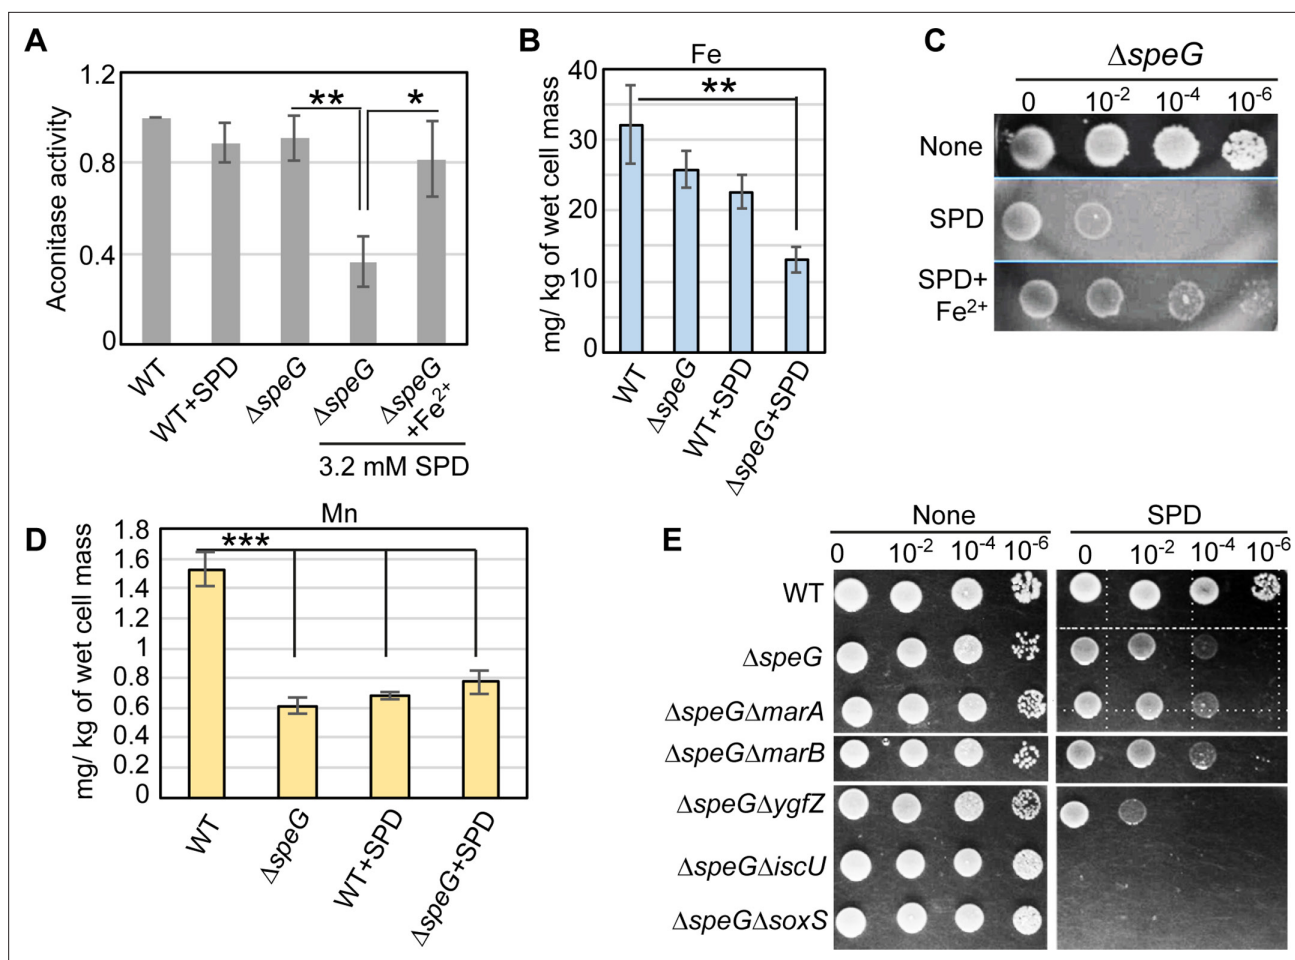 A
Aconitase activity
1.2
0.8
0.4
0
** *
WT
WT+SPD
ΔspeG
ΔspeG
ΔspeG
+Fe²⁺
3.2 mM SPD
B
Fe
mg/ kg of wet cell mass
40
30
20
10
0
**
WT
ΔspeG
WT+SPD
ΔspeG+SPD
C
ΔspeG
0 10⁻² 10⁻⁴ 10⁻⁶
None
SPD
SPD+
Fe²⁺
D
Mn
mg/ kg of wet cell mass
1.8
1.6
1.4
1.2
1
0.8
0.6
0.4
0.2
0
***
WT
ΔspeG
WT+SPD
ΔspeG+SPD
E
None SPD
0 10⁻² 10⁻⁴ 10⁻⁶ 0 10⁻² 10⁻⁴ 10⁻⁶
WT
ΔspeG
ΔspeGΔmarA
ΔspeGΔmarB
ΔspeGΔygfZ
ΔspeGΔiscU
ΔspeGΔsoxS